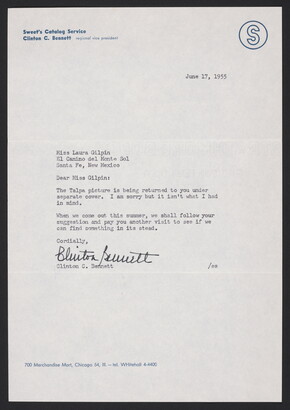 Sweet's Catalog Service
Clinton C. Bennett regional vice president
S
June 17, 1955
Miss Laura Gilpin
El Camino del Monte Sol
Santa Fe, New Mexico
Dear Miss Gilpin:
The Talpa picture is being returned to you under
separate cover. I am sorry but it isn't what I had
in mind.
When we come out this summer, we shall follow your
suggestion and pay you another visit to see if we
can find something in its stead.
Cordially,
Clinton Bennett
Clinton C. Bennett
700 Merchandise Mart, Chicago 54, Ill. — tel. Whitehall 4-4400